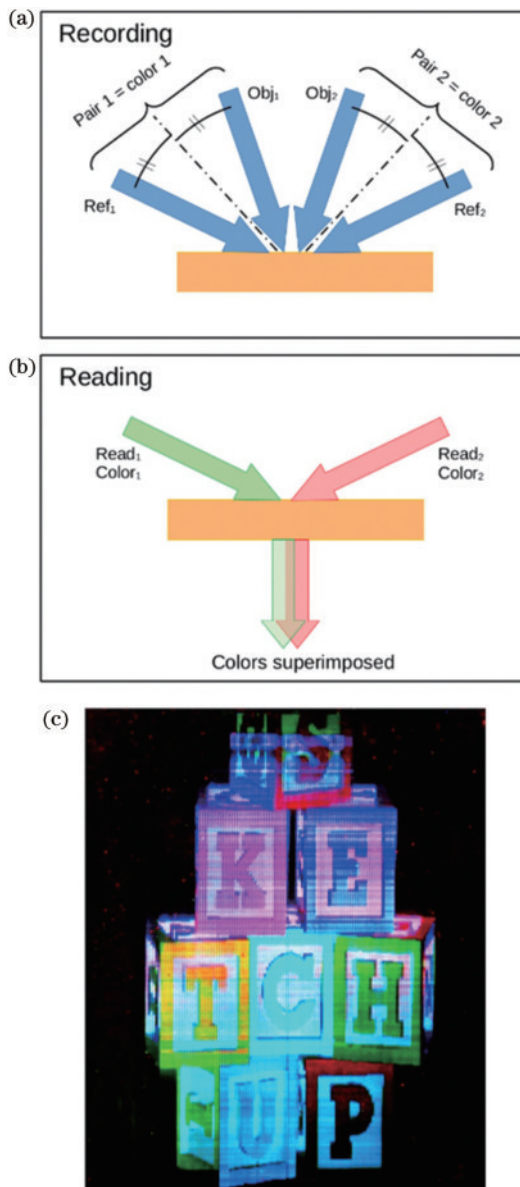 (a)
Recording
Pair 1 = color 1
Obj₁
Obj₂
Pair 2 = color 2
Ref₁
Ref₂
(b)
Reading
Read₁
Color₁
Read₂
Color₂
Colors superimposed
(c)
K E
T C H
U P